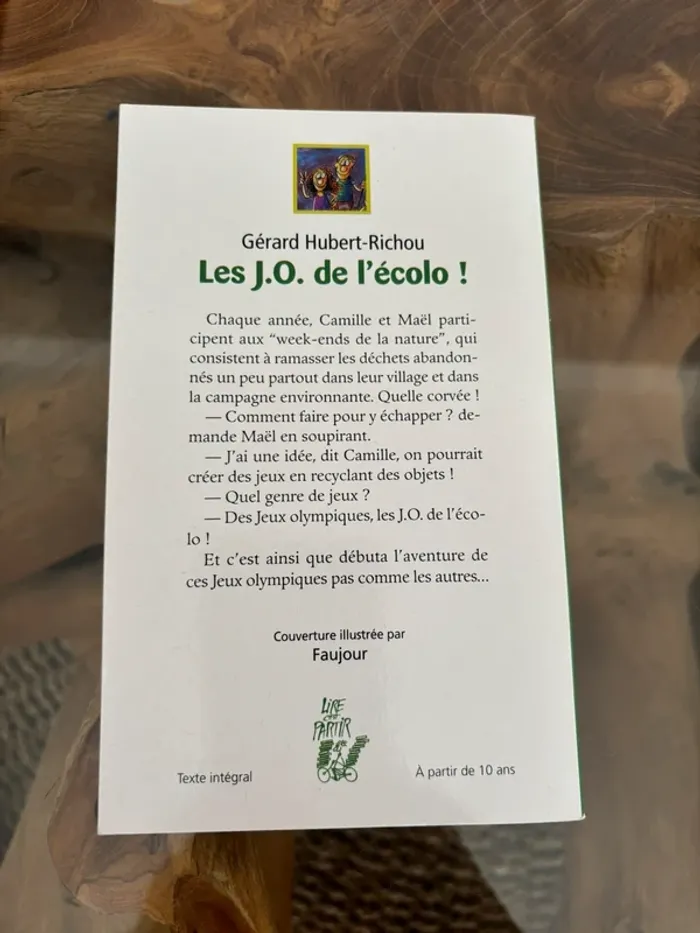 Gérard Hubert-Richou
Les J.O. de l'écolo !
Chaque année, Camille et Maël parti-
cipent aux “week-ends de la nature”, qui
consistent à ramasser les déchets abandon-
nés un peu partout dans leur village et dans
la campagne environnante. Quelle corvée !
— Comment faire pour y échapper ? de-
mande Maël en soupirant.
— J'ai une idée, dit Camille, on pourrait
créer des jeux en recyclant des objets !
— Quel genre de jeux ?
— Des Jeux olympiques, les J.O. de l'éco-
lo !
Et c'est ainsi que débuta l'aventure de
ces Jeux olympiques pas comme les autres...
Couverture illustrée par
Faujour
LIRE
c'est
PARTIR
Texte intégral
À partir de 10 ans